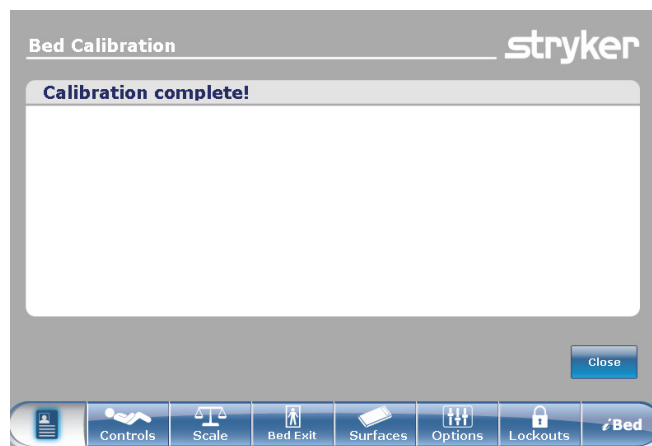 Bed Calibration
stryker
Calibration complete!
Close
Controls
Scale
Bed Exit
Surfaces
Options
Lockouts
iBed